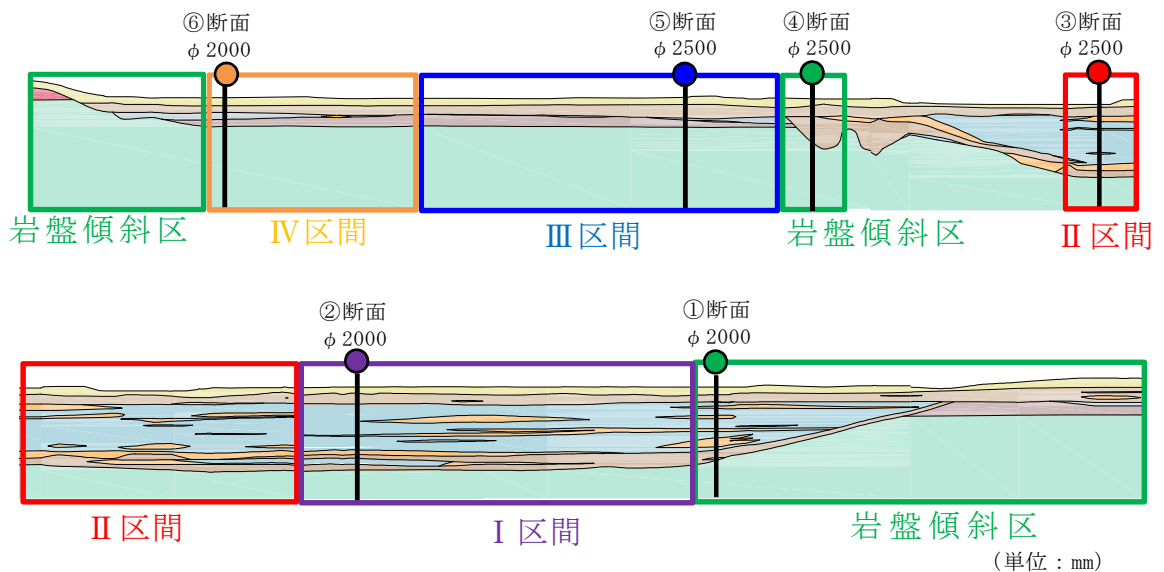 ⑥断面
φ2000
⑤断面
φ2500
④断面
φ2500
③断面
φ2500
岩盤傾斜区
Ⅳ区間
Ⅲ区間
岩盤傾斜区
Ⅱ区間
②断面
φ2000
①断面
φ2000
Ⅱ区間
Ⅰ区間
岩盤傾斜区
（単位：mm）